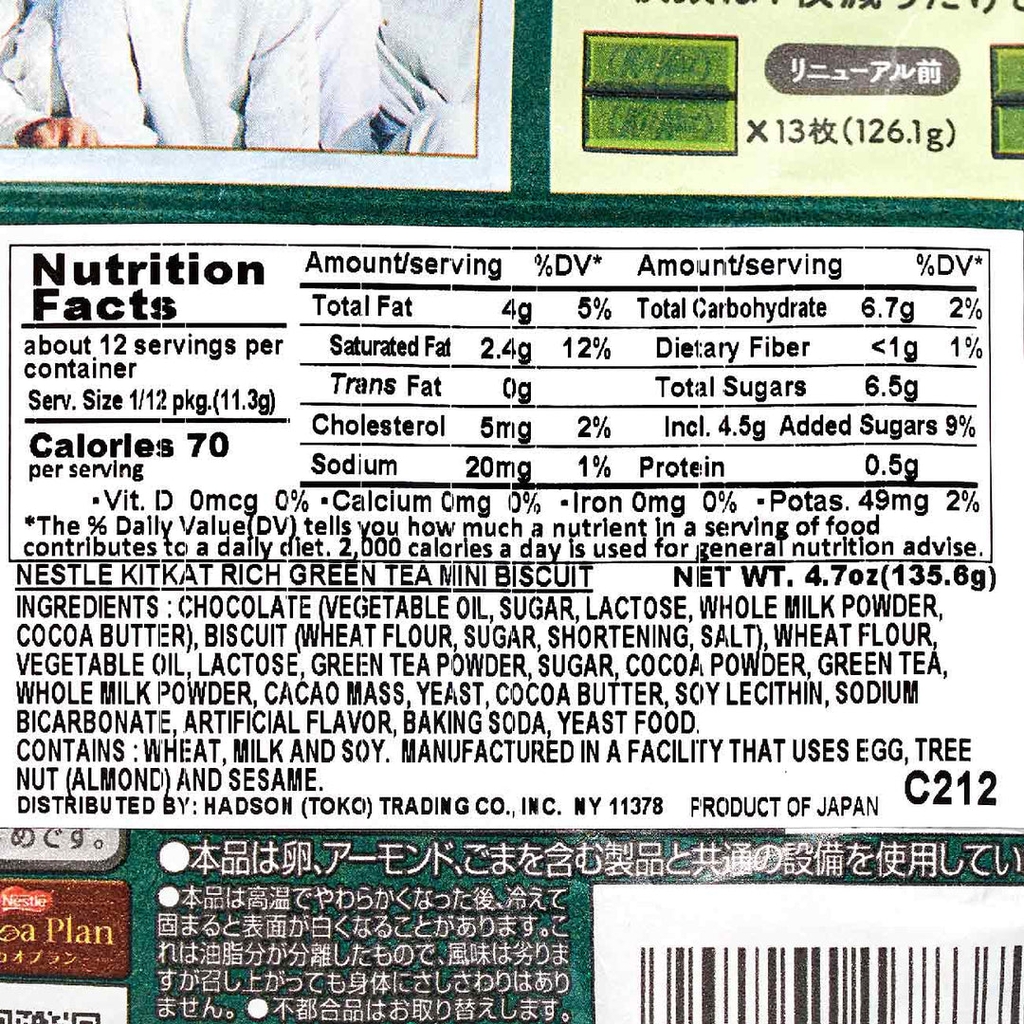 リニューアル前
×13枚(126.1g)
Nutrition
Facts
about 12 servings per
container
Serv. Size 1/12 pkg.(11.3g)
Calories 70
per serving
Amount/serving %DV* Amount/serving %DV*
Total Fat 4g 5% Total Carbohydrate 6.7g 2%
Saturated Fat 2.4g 12% Dietary Fiber <1g 1%
Trans Fat 0g Total Sugars 6.5g
Cholesterol 5mg 2% Incl. 4.5g Added Sugars 9%
Sodium 20mg 1% Protein 0.5g
•Vit. D 0mcg 0% •Calcium 0mg 0% •Iron 0mg 0% •Potas. 49mg 2%
*The % Daily Value(DV) tells you how much a nutrient in a serving of food
contributes to a daily diet. 2,000 calories a day is used for general nutrition advise.
NESTLE KITKAT RICH GREEN TEA MINI BISCUIT NET WT. 4.7oz(135.6g)
INGREDIENTS : CHOCOLATE (VEGETABLE OIL, SUGAR, LACTOSE, WHOLE MILK POWDER,
COCOA BUTTER), BISCUIT (WHEAT FLOUR, SUGAR, SHORTENING, SALT), WHEAT FLOUR,
VEGETABLE OIL, LACTOSE, GREEN TEA POWDER, SUGAR, COCOA POWDER, GREEN TEA,
WHOLE MILK POWDER, CACAO MASS, YEAST, COCOA BUTTER, SOY LECITHIN, SODIUM
BICARBONATE, ARTIFICIAL FLAVOR, BAKING SODA, YEAST FOOD.
CONTAINS : WHEAT, MILK AND SOY. MANUFACTURED IN A FACILITY THAT USES EGG, TREE
NUT (ALMOND) AND SESAME.
DISTRIBUTED BY: HADSON (TOKO) TRADING CO., INC. NY 11378 PRODUCT OF JAPAN C212
めです。
●本品は卵、アーモンド、ごまを含む製品と共通の設備を使用してい
●本品は高温でやわらかくなった後、冷えて
固まると表面が白くなることがあります。こ
れは油脂分が分離したもので、風味は劣りま
すが召し上がっても身体にさしさわりはあり
ません。●不都合品はお取り替えします。
Nestlé
oa Plan
カオプラン